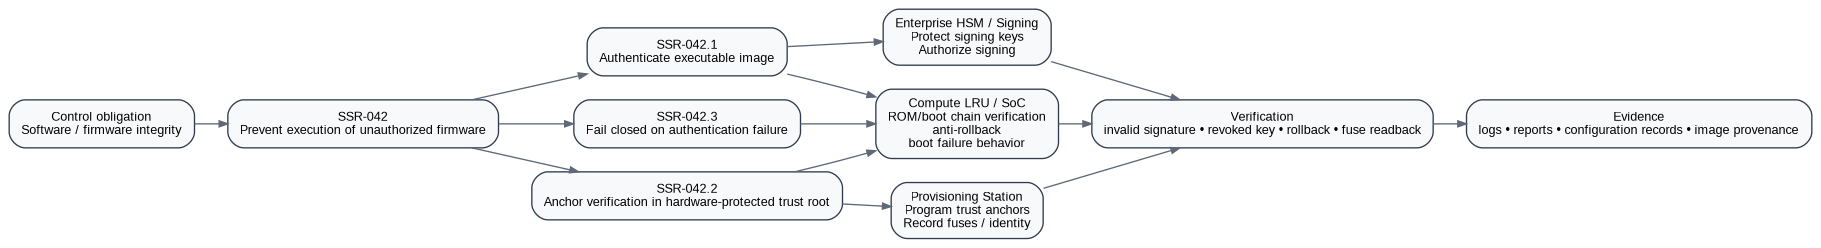 Control obligation
Software / firmware integrity
SSR-042
Prevent execution of unauthorized firmware
SSR-042.1
Authenticate executable image
SSR-042.3
Fail closed on authentication failure
SSR-042.2
Anchor verification in hardware-protected trust root
Enterprise HSM / Signing
Protect signing keys
Authorize signing
Compute LRU / SoC
ROM/boot chain verification
anti-rollback
boot failure behavior
Provisioning Station
Program trust anchors
Record fuses / identity
Verification
invalid signature • revoked key • rollback • fuse readback
Evidence
logs • reports • configuration records • image provenance